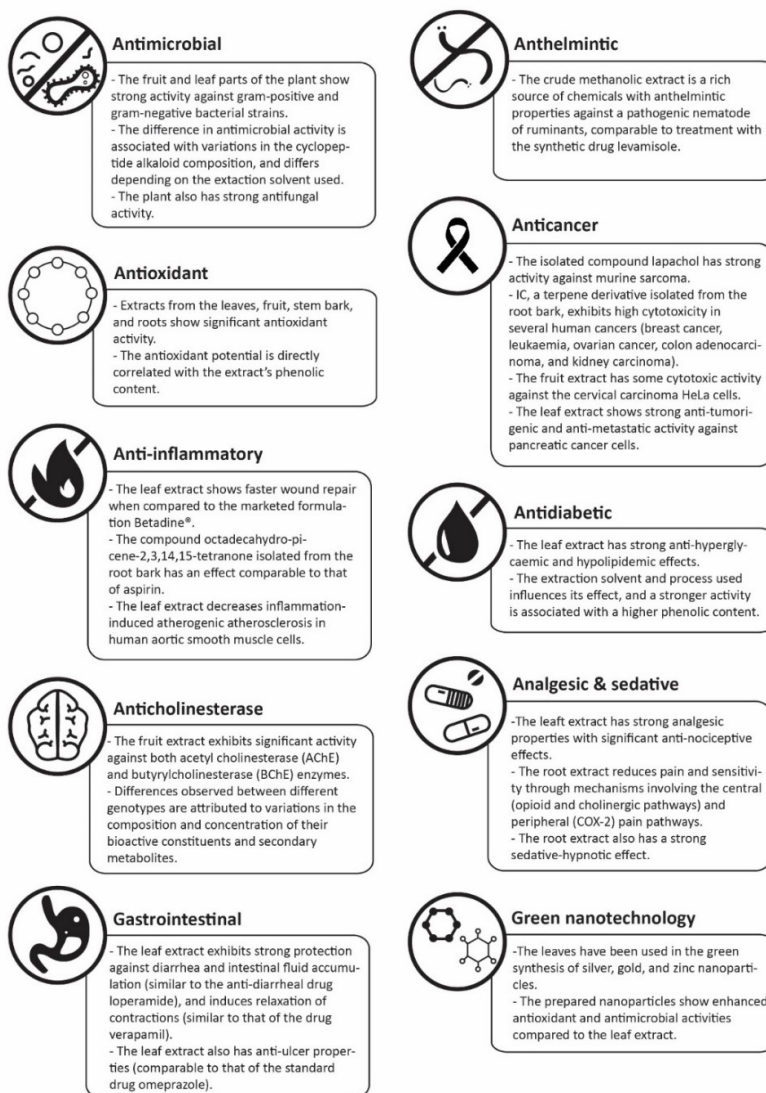 Antimicrobial
- The fruit and leaf parts of the plant show
strong activity against gram-positive and
gram-negative bacterial strains.
- The difference in antimicrobial activity is
associated with variations in the cyclopep-
tide alkaloid composition, and differs
depending on the extaction solvent used.
- The plant also has strong antifungal
activity.
Antioxidant
- Extracts from the leaves, fruit, stem bark,
and roots show significant antioxidant
activity.
- The antioxidant potential is directly
correlated with the extract's phenolic
content.
Anti-inflammatory
- The leaf extract shows faster wound repair
when compared to the marketed formula-
tion Betadine®.
- The compound octadecahydro-pi-
cene-2,3,14,15-tetranone isolated from the
root bark has an effect comparable to that
of aspirin.
- The leaf extract decreases inflammation-
induced atherogenic atherosclerosis in
human aortic smooth muscle cells.
Anticholinesterase
- The fruit extract exhibits significant activity
against both acetyl cholinesterase (AChE)
and butyrylcholinesterase (BChE) enzymes.
- Differences observed between different
genotypes are attributed to variations in the
composition and concentration of their
bioactive constituents and secondary
metabolites.
Gastrointestinal
- The leaf extract exhibits strong protection
against diarrhea and intestinal fluid accumu-
lation (similar to the anti-diarrheal drug
loperamide), and induces relaxation of
contractions (similar to that of the drug
verapamil).
- The leaf extract also has anti-ulcer proper-
ties (comparable to that of the standard
drug omeprazole).
Anthelmintic
- The crude methanolic extract is a rich
source of chemicals with anthelmintic
properties against a pathogenic nematode
of ruminants, comparable to treatment with
the synthetic drug levamisole.
Anticancer
- The isolated compound lapachol has strong
activity against murine sarcoma.
- IC, a terpene derivative isolated from the
root bark, exhibits high cytotoxicity in
several human cancers (breast cancer,
leukaemia, ovarian cancer, colon adenocarci-
noma, and kidney carcinoma).
- The fruit extract has some cytotoxic activity
against the cervical carcinoma HeLa cells.
- The leaf extract shows strong anti-tumori-
genic and anti-metastatic activity against
pancreatic cancer cells.
Antidiabetic
- The leaf extract has strong anti-hypergly-
caemic and hypolipidemic effects.
- The extraction solvent and process used
influences its effect, and a stronger activity
is associated with a higher phenolic content.
Analgesic & sedative
-The leaft extract has strong analgesic
properties with significant anti-nociceptive
effects.
- The root extract reduces pain and sensitivi-
ty through mechanisms involving the central
(opioid and cholinergic pathways) and
peripheral (COX-2) pain pathways.
- The root extract also has a strong
sedative-hypnotic effect.
Green nanotechnology
-The leaves have been used in the green
synthesis of silver, gold, and zinc nanoparti-
cles.
- The prepared nanoparticles show enhanced
antioxidant and antimicrobial activities
compared to the leaf extract.